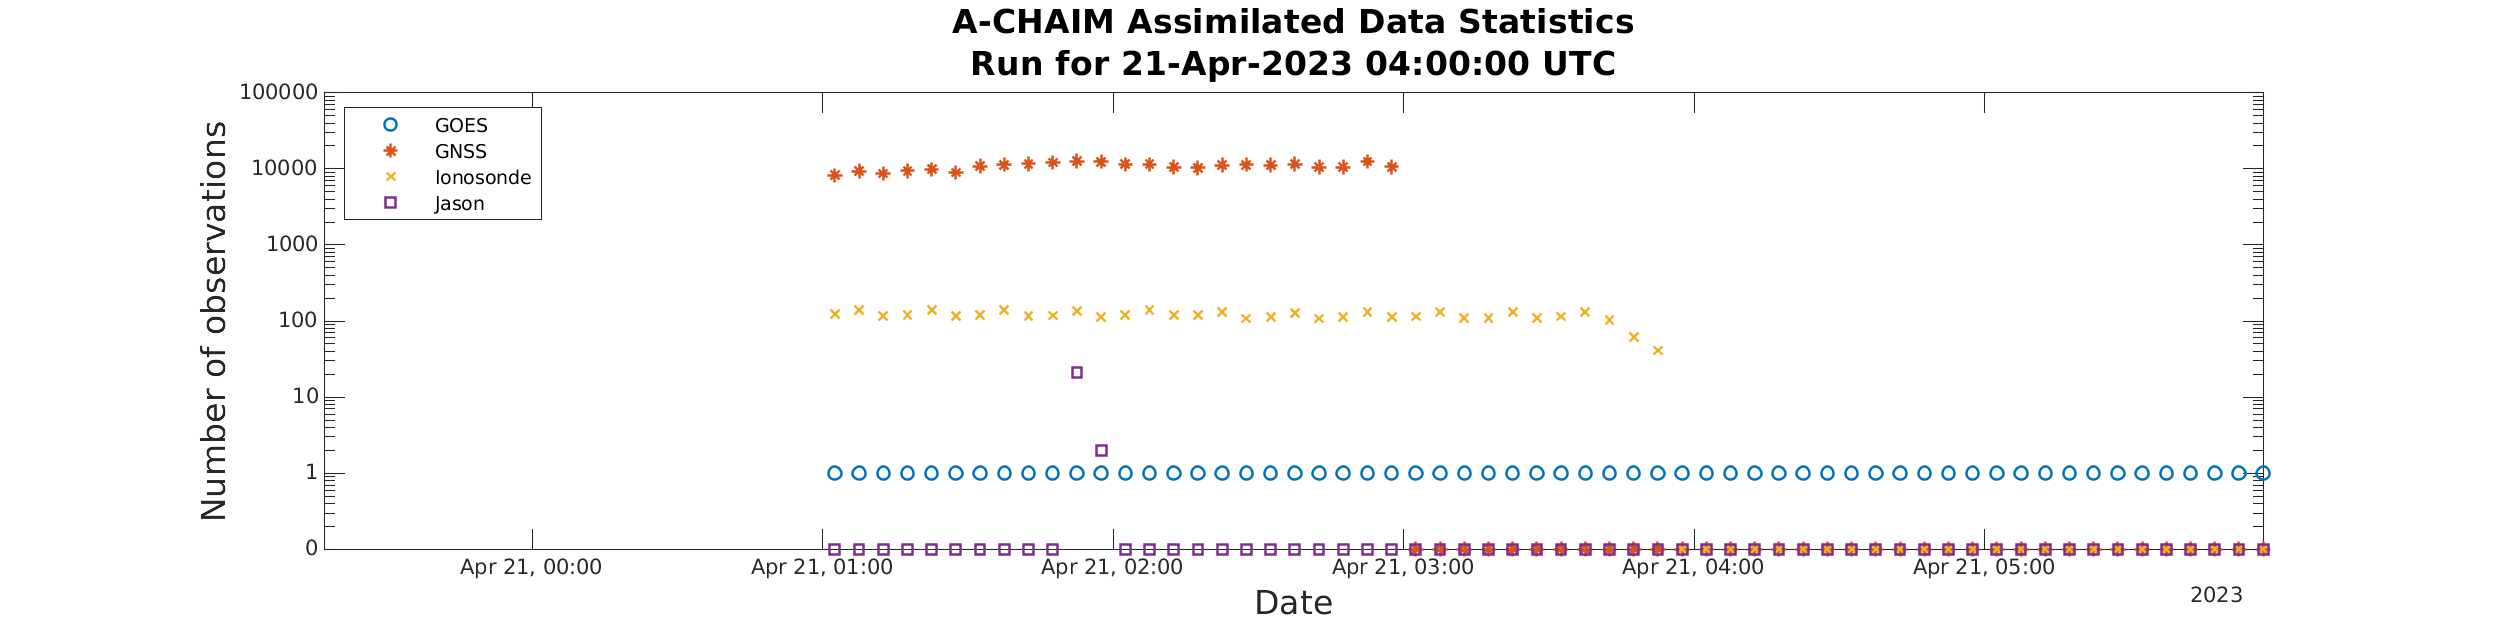 A-CHAIM Assimilated Data Statistics
Run for 21-Apr-2023 04:00:00 UTC
Number of observations
100000
10000
1000
100
10
1
0
GOES
GNSS
Ionosonde
Jason
Apr 21, 00:00
Apr 21, 01:00
Apr 21, 02:00
Apr 21, 03:00
Apr 21, 04:00
Apr 21, 05:00
2023
Date